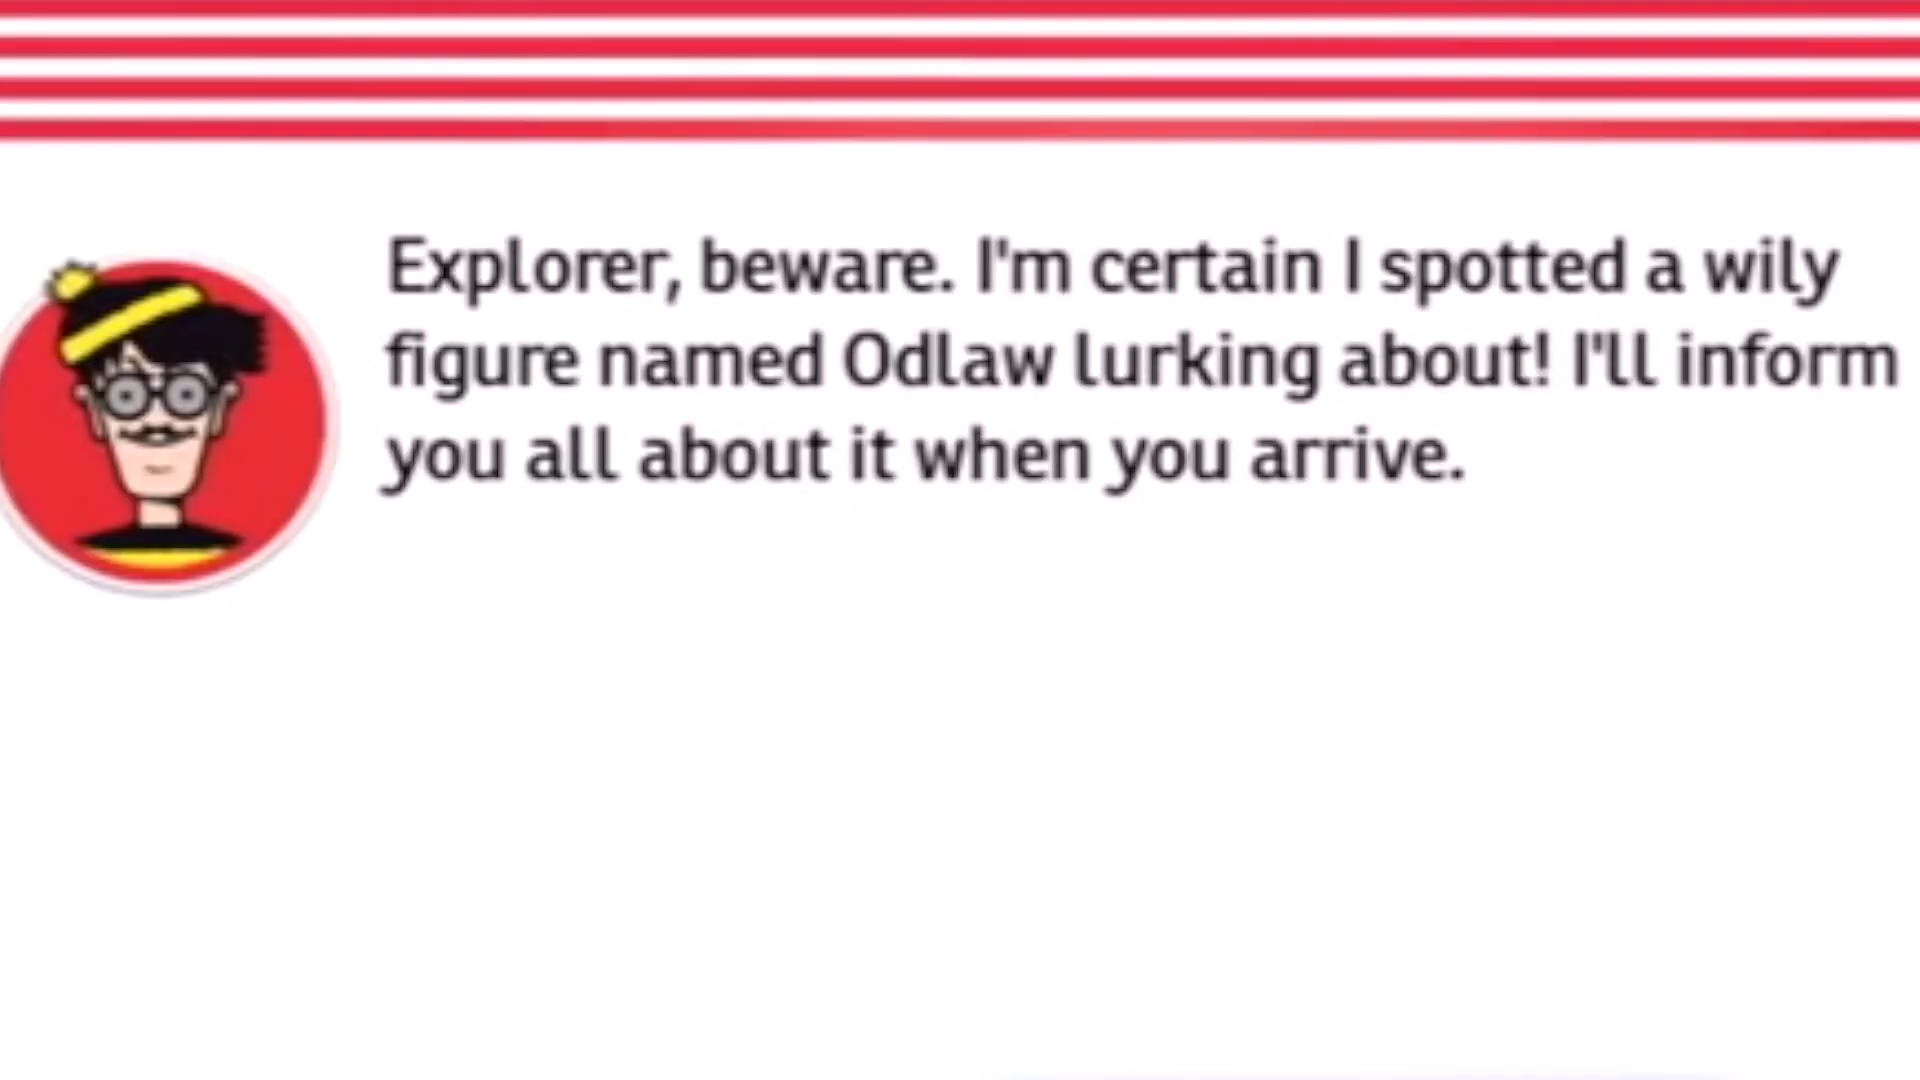 Explorer, beware. I'm certain I spotted a wily
figure named Odlaw lurking about! I'll inform
you all about it when you arrive.